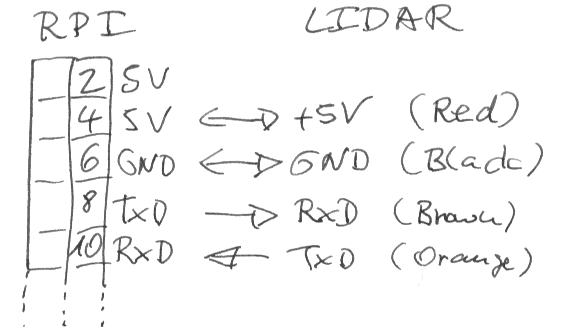 RPI LIDAR
2 5V
4 5V ↔ +5V (Red)
6 GND ↔ GND (Black)
8 TxD → RxD (Brown)
10 RxD ← TxD (Orange)